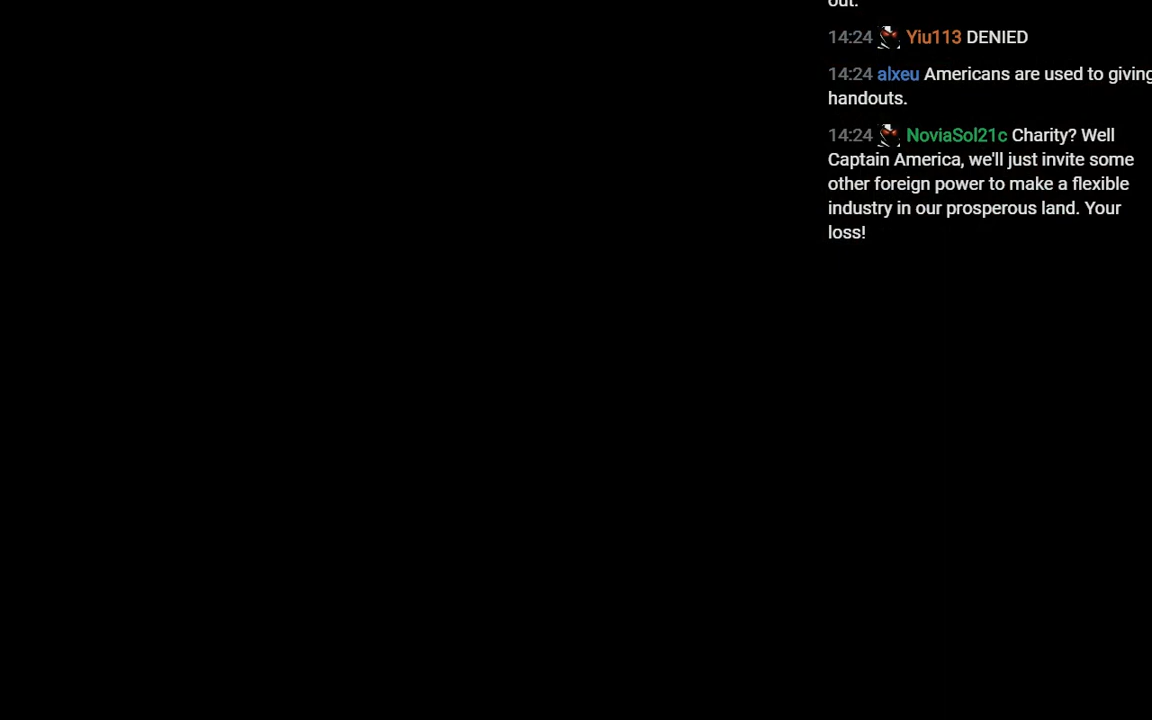 out.
14:24 Yiu113 DENIED
14:24 alxeu Americans are used to giving
handouts.
14:24 NoviaSol21c Charity? Well
Captain America, we'll just invite some
other foreign power to make a flexible
industry in our prosperous land. Your
loss!